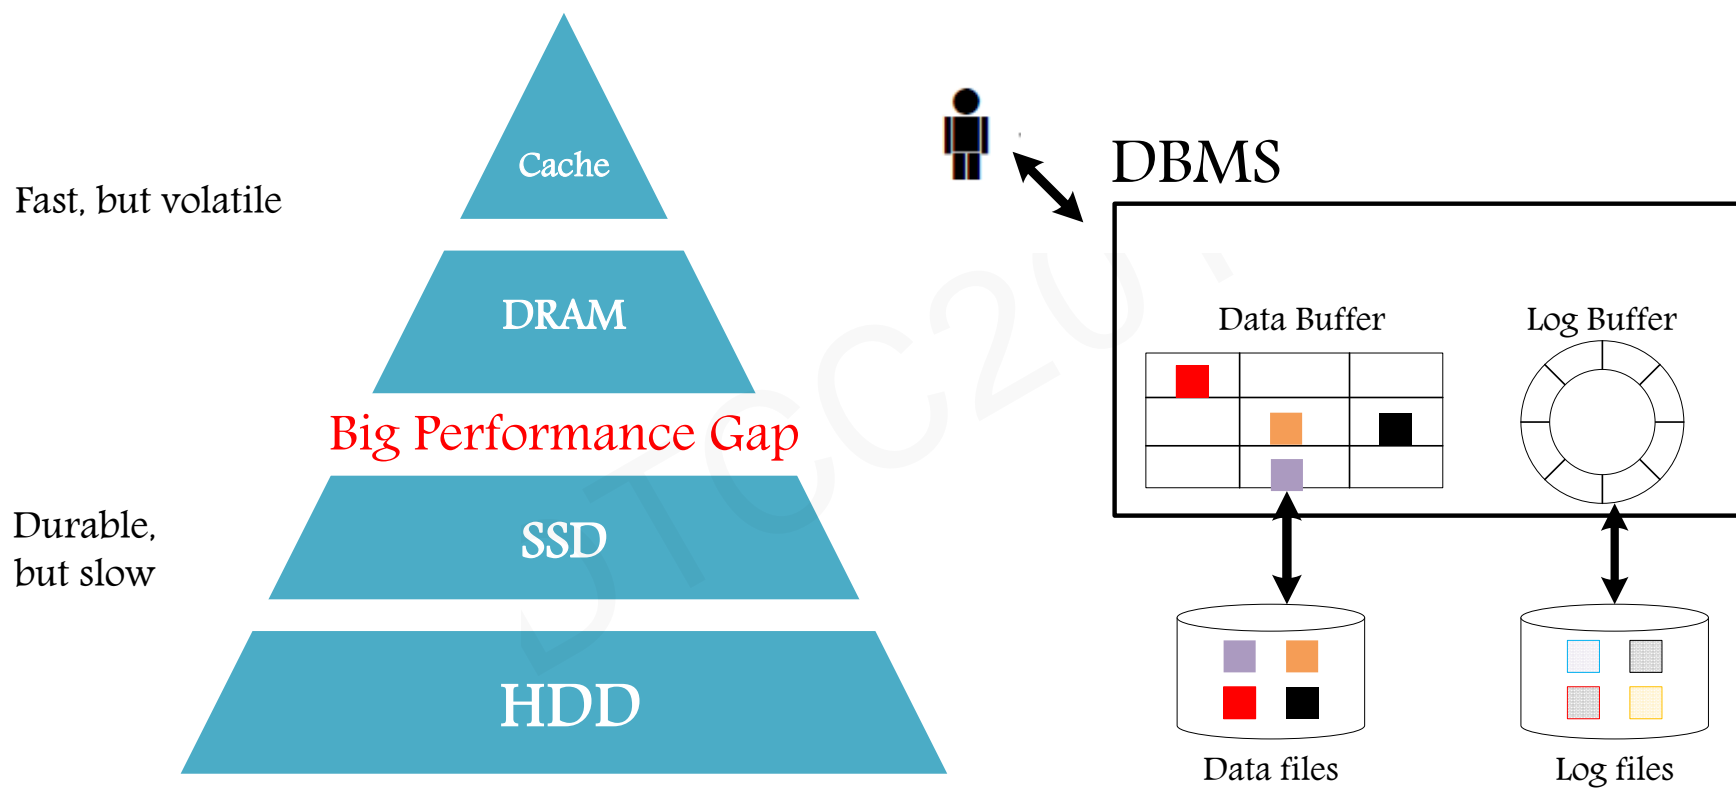 Cache
Fast, but volatile
DRAM
Big Performance Gap
Durable,
but slow
SSD
HDD
DBMS
Data Buffer
Log Buffer
Data files
Log files